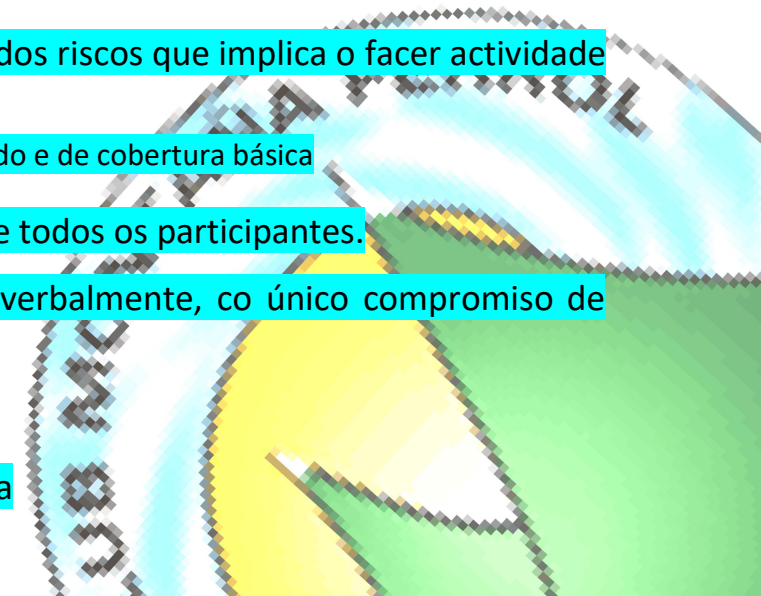 dos riscos que implica o facer actividade
do e de cobertura básica
e todos os participantes.
verbalmente, co único compromiso de
a